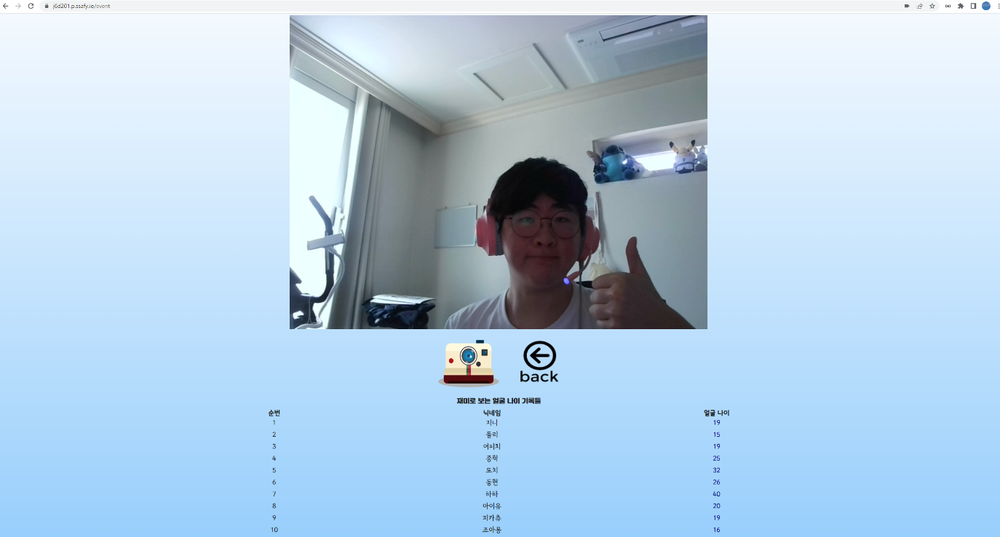 j6d201.p.ssafy.io/event
back
재미로 보는 얼굴 나이 기록들
순번 닉네임 얼굴 나이
1 지니 19
2 둘리 15
3 어피치 19
4 종혁 25
5 또치 32
6 동현 26
7 하하 40
8 아이유 20
9 피카츄 19
10 조아용 16